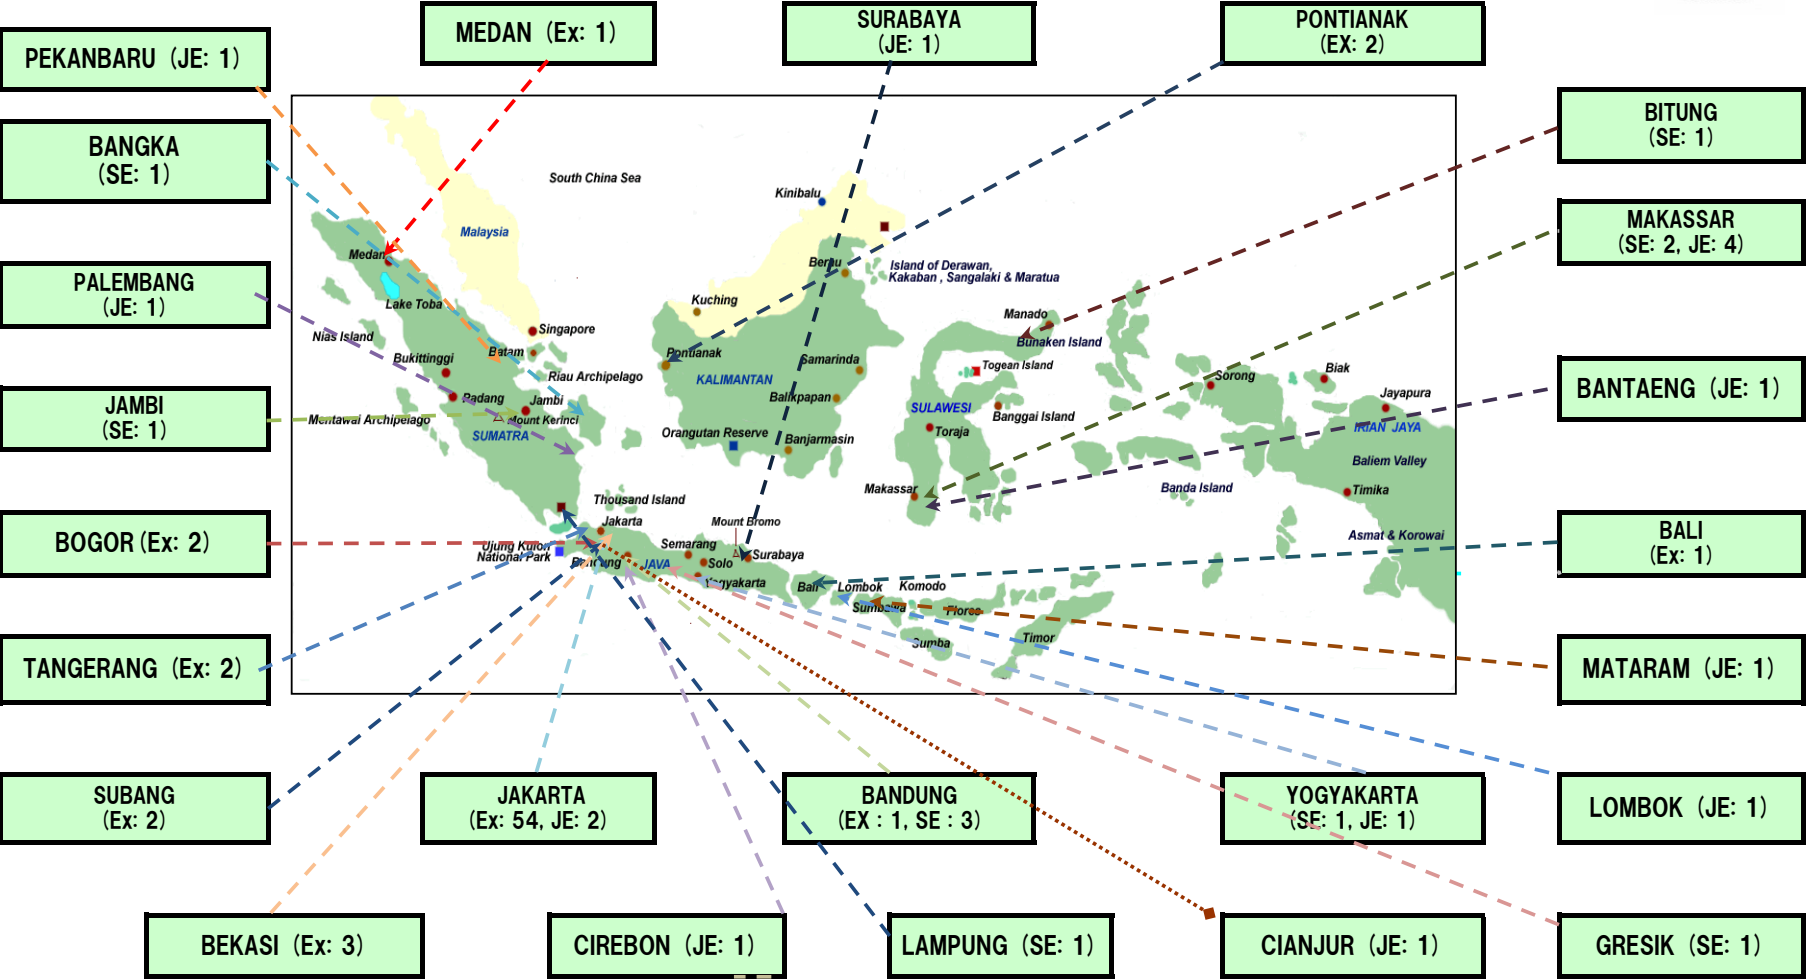 MEDAN (Ex: 1)
SURABAYA
(JE: 1)
PONTIANAK
(EX: 2)
PEKANBARU (JE: 1)
BANGKA
(SE: 1)
PALEMBANG
(JE: 1)
JAMBI
(SE: 1)
BOGOR (Ex: 2)
TANGERANG (Ex: 2)
SUBANG
(Ex: 2)
BITUNG
(SE: 1)
MAKASSAR
(SE: 2, JE: 4)
BANTAENG (JE: 1)
BALI
(Ex: 1)
MATARAM (JE: 1)
LOMBOK (JE: 1)
South China Sea
Kinibalu
Malaysia
Medan
Berau
Island of Derawan,
Kakaban , Sangalaki & Maratua
Lake Toba
Kuching
Singapore
Manado
Nias Island
Bunaken Island
Bukittinggi
Batam
Pontianak
Samarinda
Togean Island
Biak
Riau Archipelago
KALIMANTAN
Sorong
Jayapura
Padang
Jambi
Balikpapan
SULAWESI
Banggai Island
Mentawai Archipelago
Mount Kerinci
IRIAN JAYA
SUMATRA
Orangutan Reserve
Banjarmasin
Toraja
Baliem Valley
Makassar
Banda Island
Timika
Thousand Island
Jakarta
Mount Bromo
Asmat & Korowai
Ujung Kulon
National Park
Semarang
Surabaya
Bandung
JAVA
Solo
Yogyakarta
Bali
Lombok
Komodo
Sumbawa
Flores
Sumba
Timor
JAKARTA
(Ex: 54, JE: 2)
BANDUNG
(EX : 1, SE : 3)
YOGYAKARTA
(SE: 1, JE: 1)
BEKASI (Ex: 3)
CIREBON (JE: 1)
LAMPUNG (SE: 1)
CIANJUR (JE: 1)
GRESIK (SE: 1)